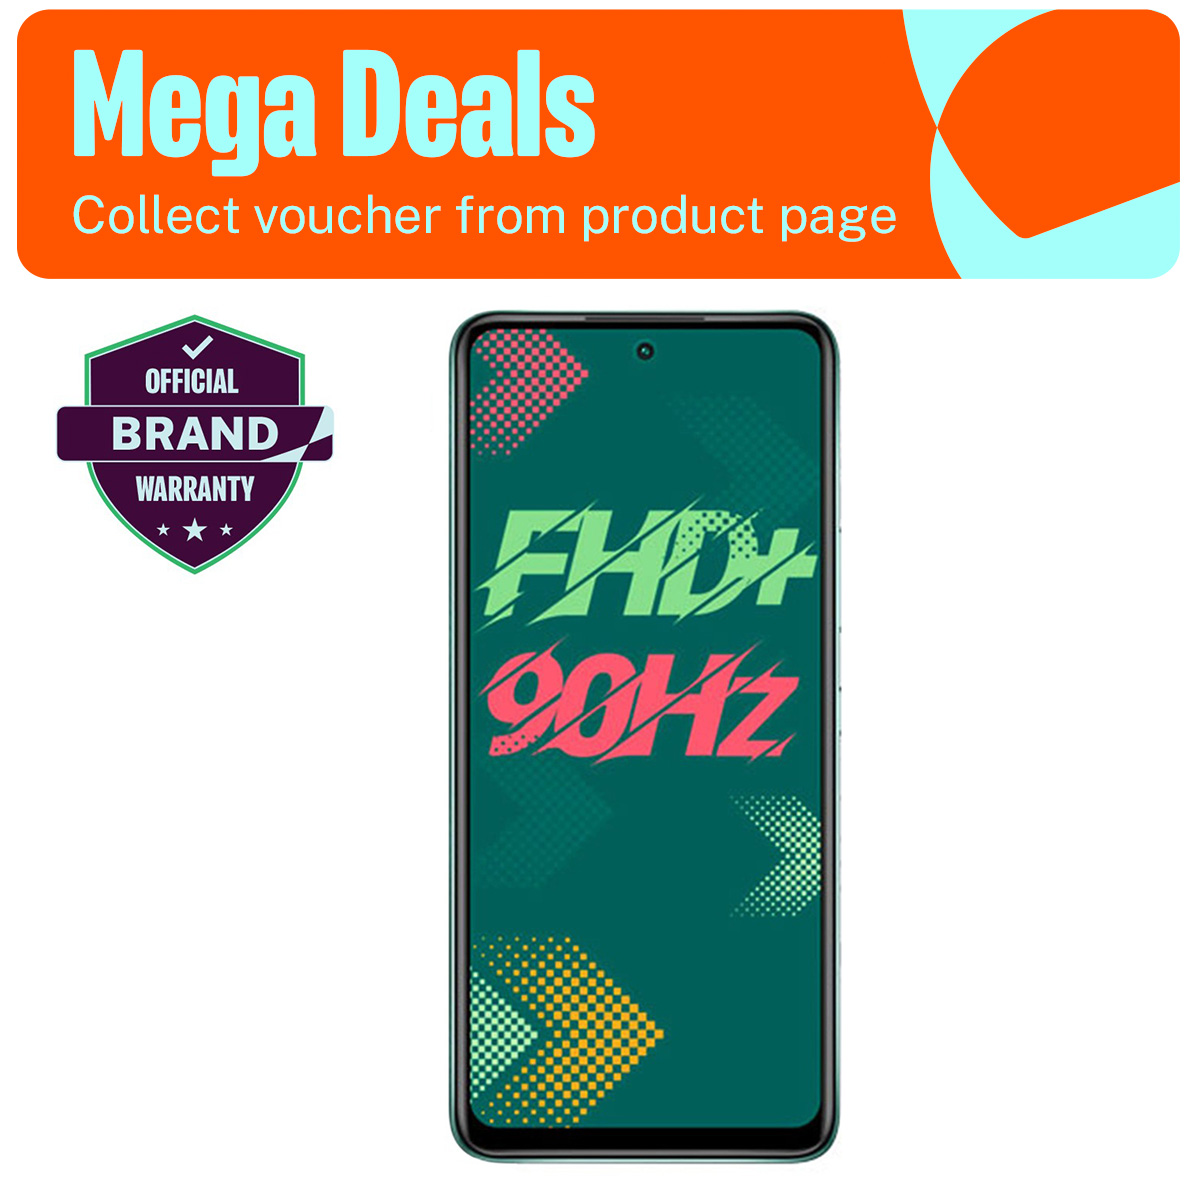 Mega Deals
Collect voucher from product page
OFFICIAL
BRAND
WARRANTY
FHD+
90Hz